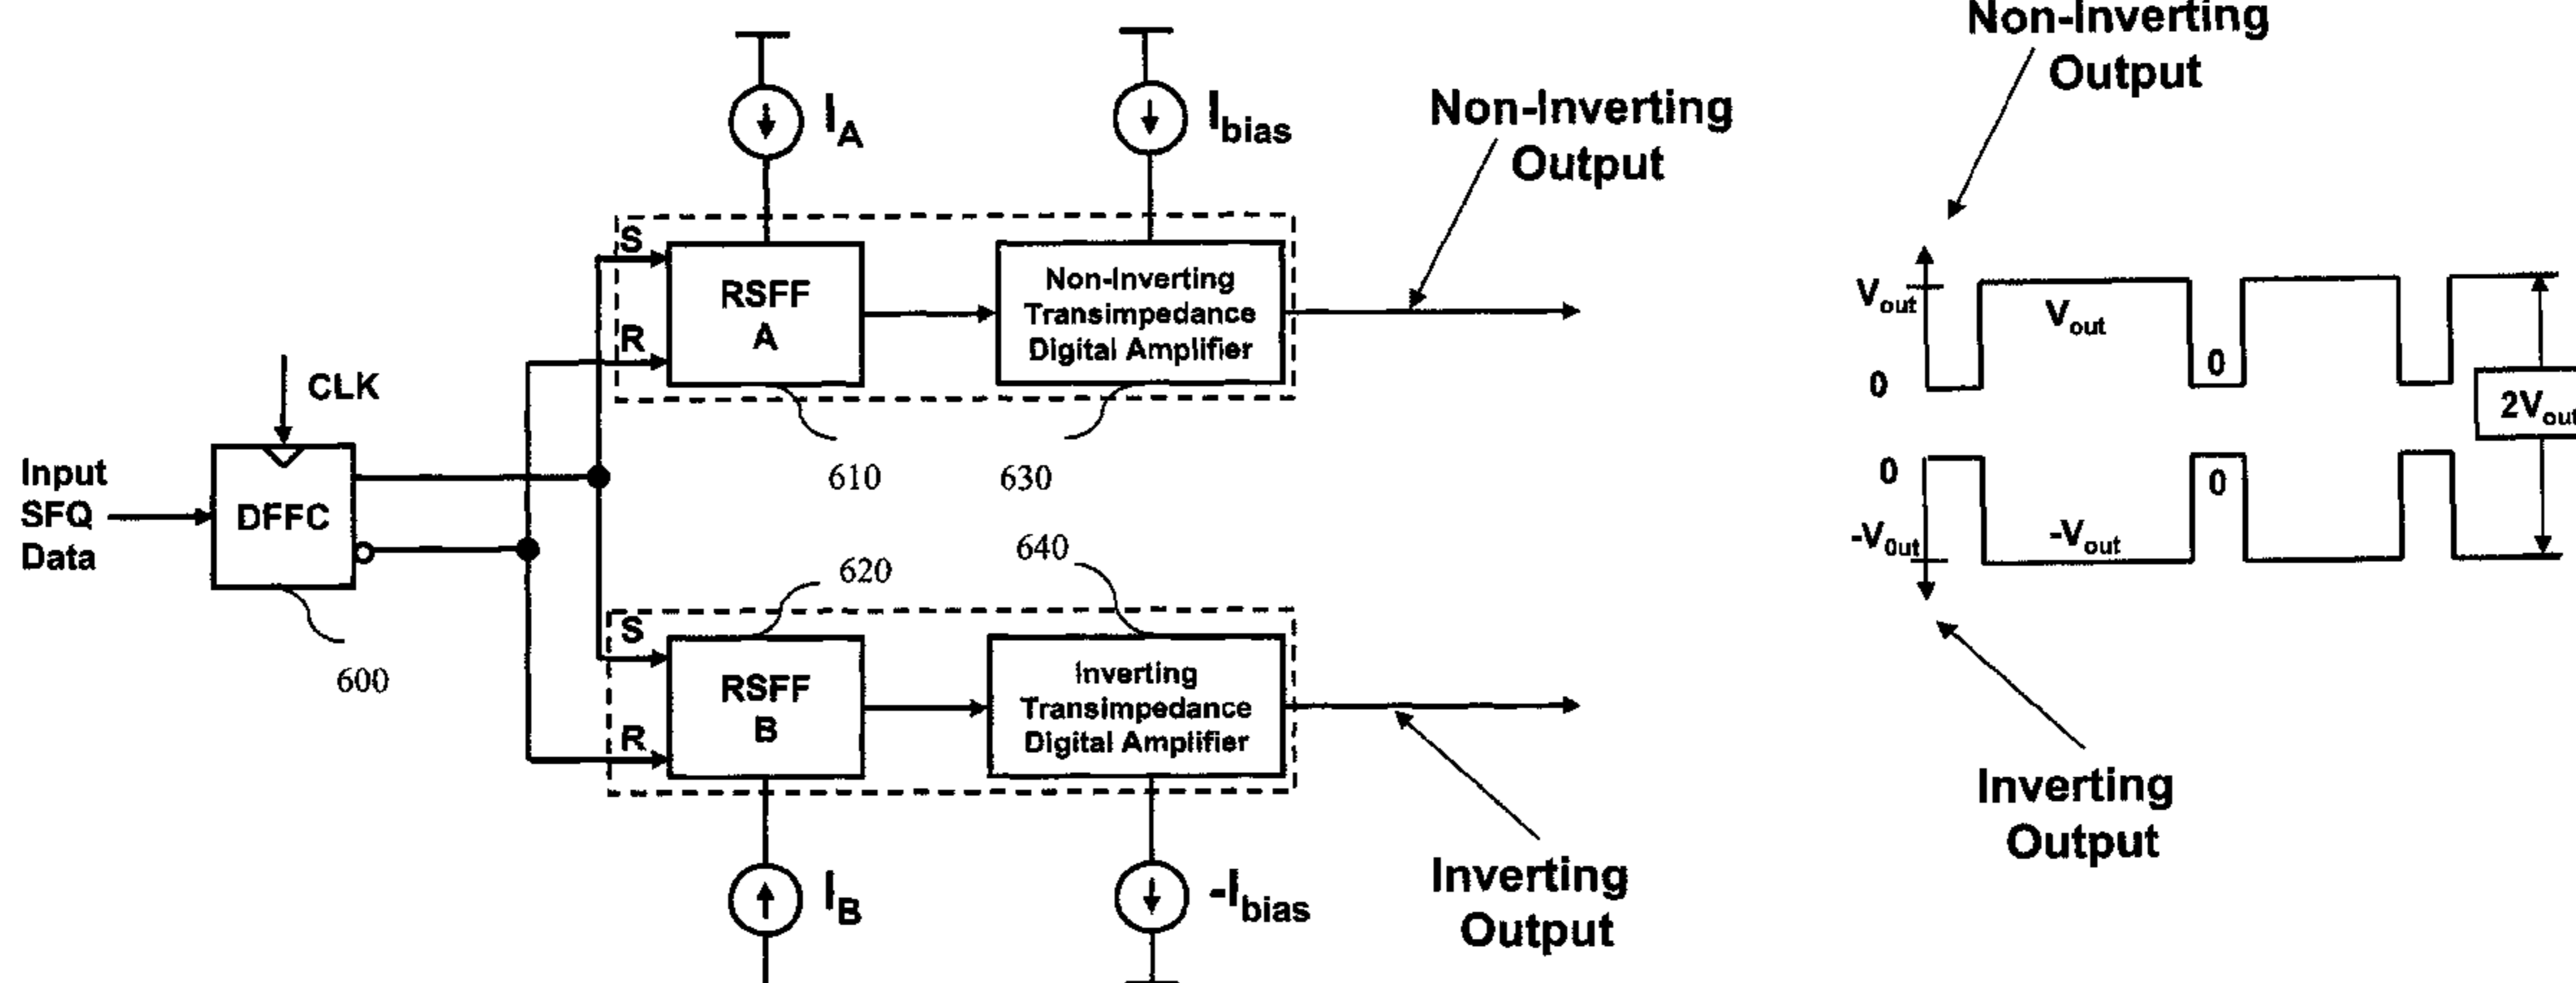 Non-Inverting
Output
I_A
I_bias
Non-Inverting
Output
S
R
RSFF
A
Non-Inverting
Transimpedance
Digital Amplifier
CLK
Input
SFQ
Data
DFFC
600
610
630
620
640
S
R
RSFF
B
Inverting
Transimpedance
Digital Amplifier
I_B
-I_bias
Inverting
Output
V_out
V_out
0
0
2V_out
0
0
-V_0ut
-V_out
Inverting
Output